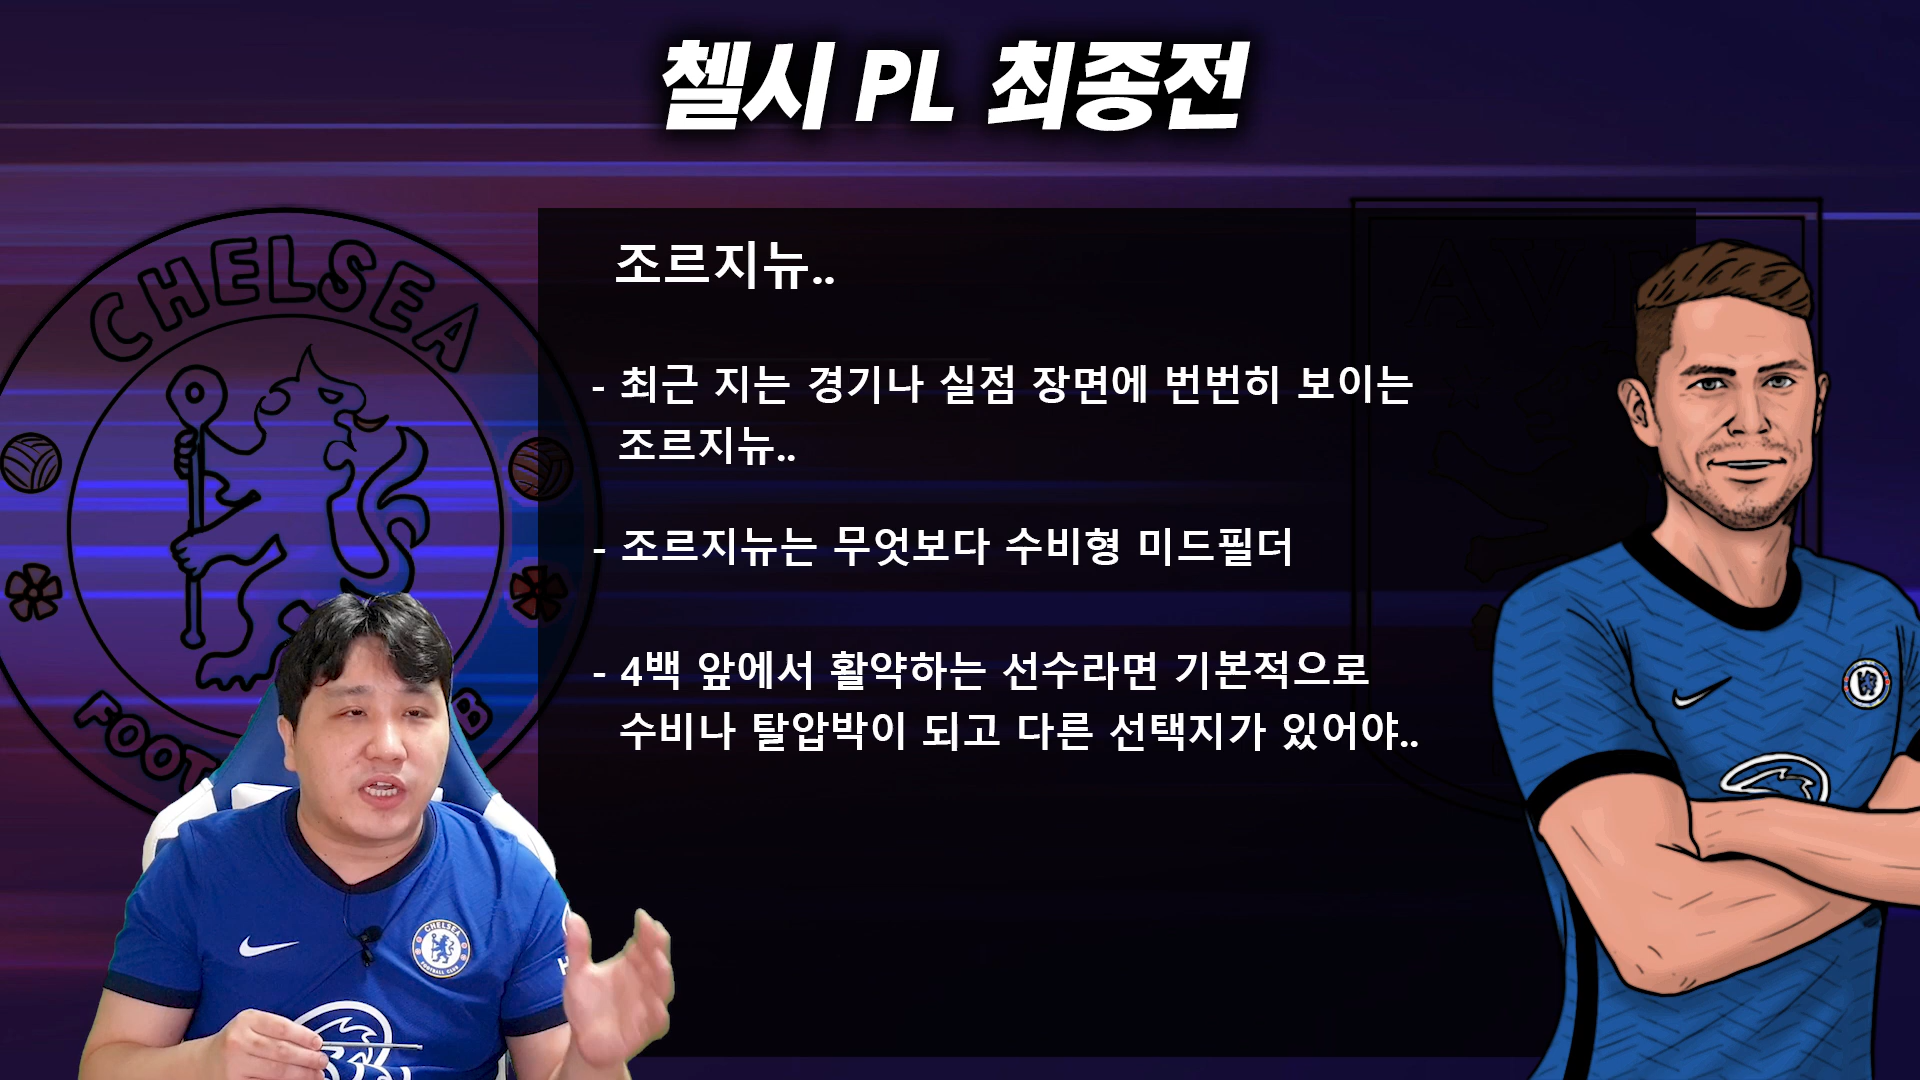 첼시 PL 최종전
CHELSEA
조르지뉴..
- 최근 지는 경기나 실점 장면에 번번히 보이는
조르지뉴..
- 조르지뉴는 무엇보다 수비형 미드필더
- 4백 앞에서 활약하는 선수라면 기본적으로
수비나 탈압박이 되고 다른 선택지가 있어야..
CHELSEA
FOOTBALL CLUB